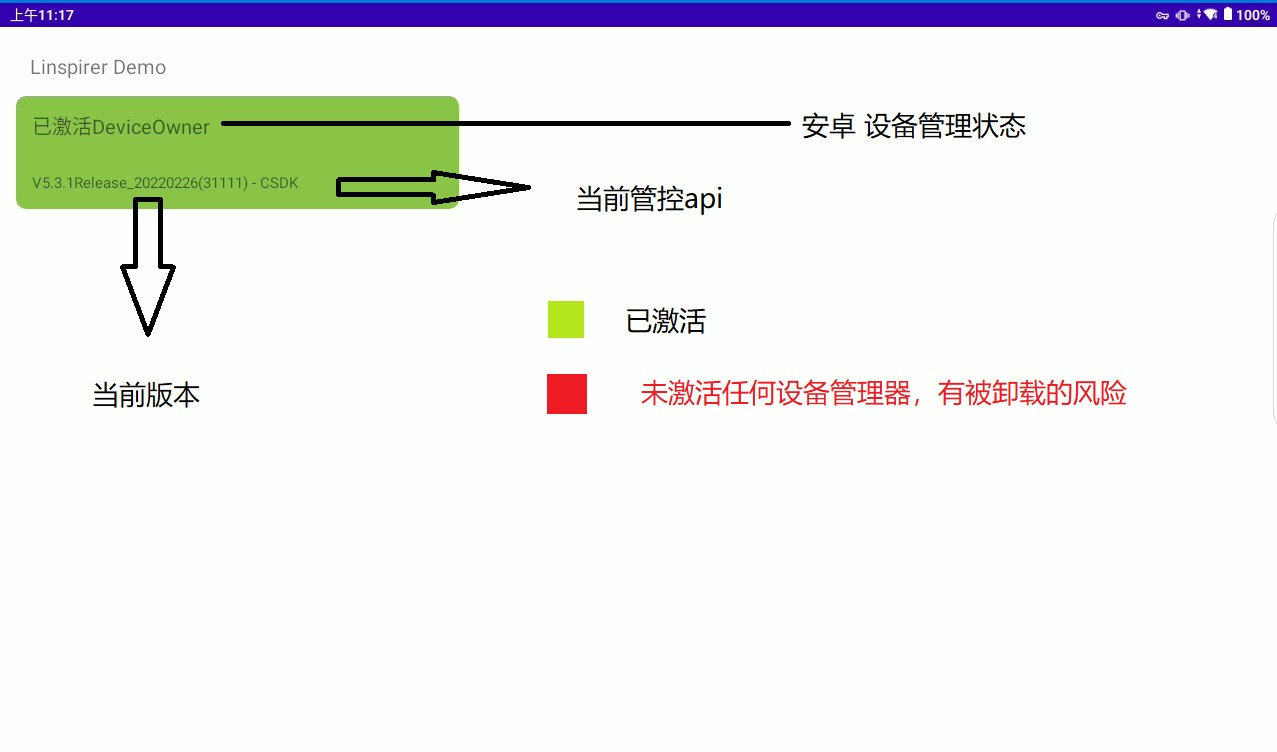 上午11:17
100%
Linspirer Demo
已激活DeviceOwner
安卓 设备管理状态
V5.3.1Release_20220226(31111) - CSDK
当前管控api
已激活
当前版本
未激活任何设备管理器，有被卸载的风险